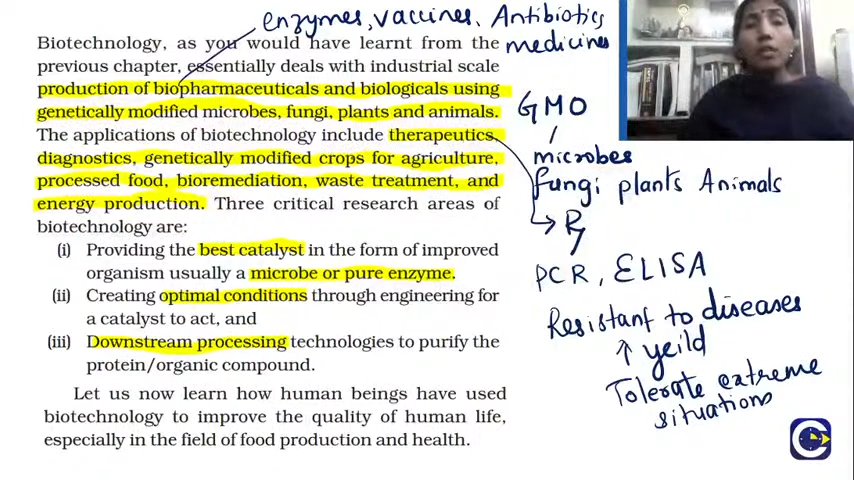 enzymes, vaccines, Antibiotics
medicines
Biotechnology, as you would have learnt from the
previous chapter, essentially deals with industrial scale
production of biopharmaceuticals and biologicals using
genetically modified microbes, fungi, plants and animals.
The applications of biotechnology include therapeutics,
diagnostics, genetically modified crops for agriculture,
processed food, bioremediation, waste treatment, and
energy production. Three critical research areas of
biotechnology are:
(i) Providing the best catalyst in the form of improved
organism usually a microbe or pure enzyme.
(ii) Creating optimal conditions through engineering for
a catalyst to act, and
(iii) Downstream processing technologies to purify the
protein/organic compound.
Let us now learn how human beings have used
biotechnology to improve the quality of human life,
especially in the field of food production and health.
GMO
microbes
fungi plants Animals
PCR, ELISA
Resistant to diseases
↑ yeild
Tolerate extreme
situations